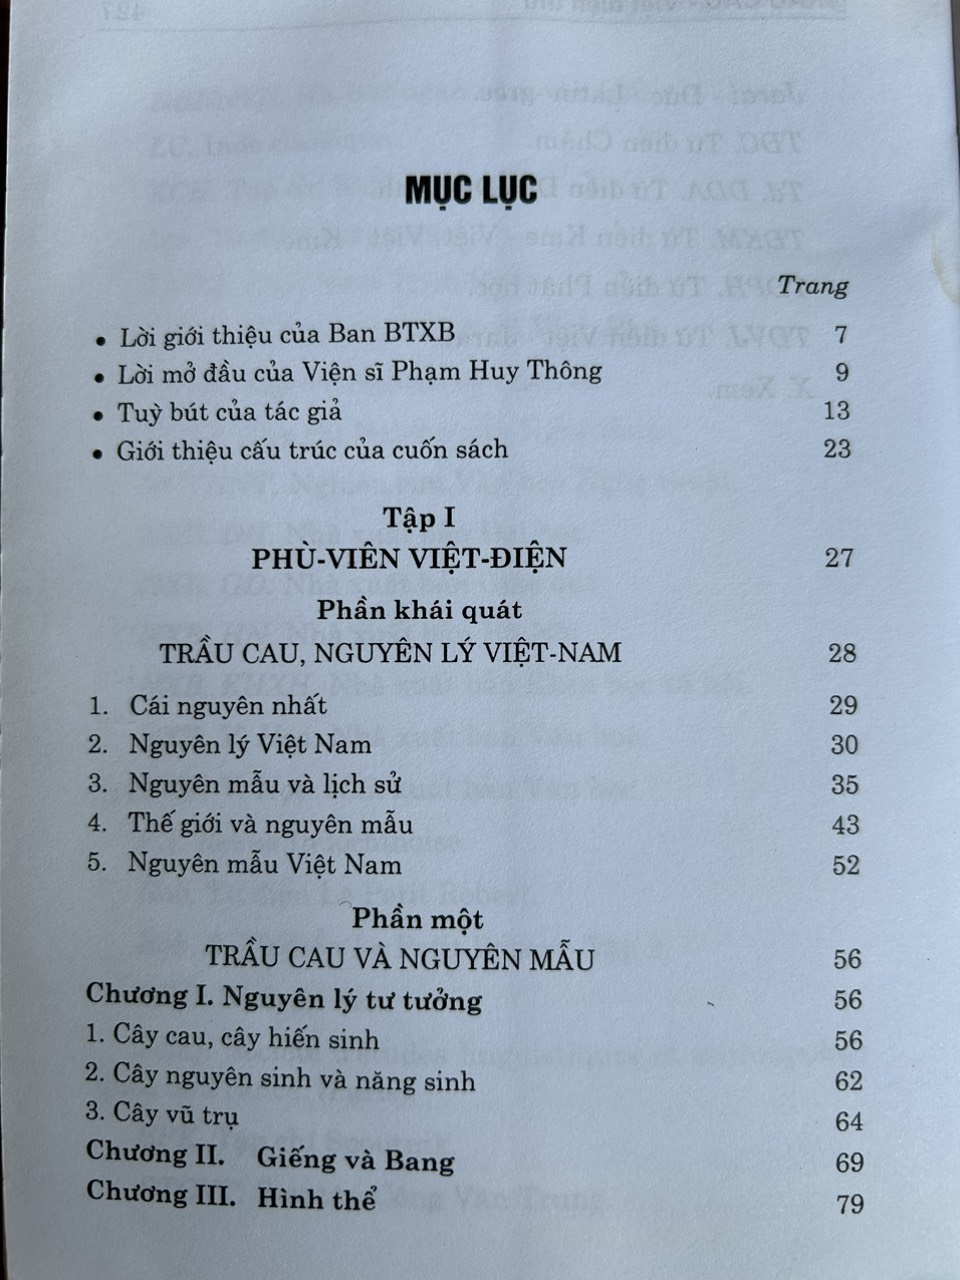 MỤC LỤC
Trang
• Lời giới thiệu của Ban BTXB 7
• Lời mở đầu của Viện sĩ Phạm Huy Thông 9
• Tuỳ bút của tác giả 13
• Giới thiệu cấu trúc của cuốn sách 23
Tập I
PHÙ-VIÊN VIỆT-ĐIỆN 27
Phần khái quát
TRẦU CAU, NGUYÊN LÝ VIỆT-NAM 28
1. Cái nguyên nhất 29
2. Nguyên lý Việt Nam 30
3. Nguyên mẫu và lịch sử 35
4. Thế giới và nguyên mẫu 43
5. Nguyên mẫu Việt Nam 52
Phần một
TRẦU CAU VÀ NGUYÊN MẪU 56
Chương I. Nguyên lý tư tưởng 56
1. Cây cau, cây hiến sinh 56
2. Cây nguyên sinh và năng sinh 62
3. Cây vũ trụ 64
Chương II. Giếng và Bang 69
Chương III. Hình thể 79